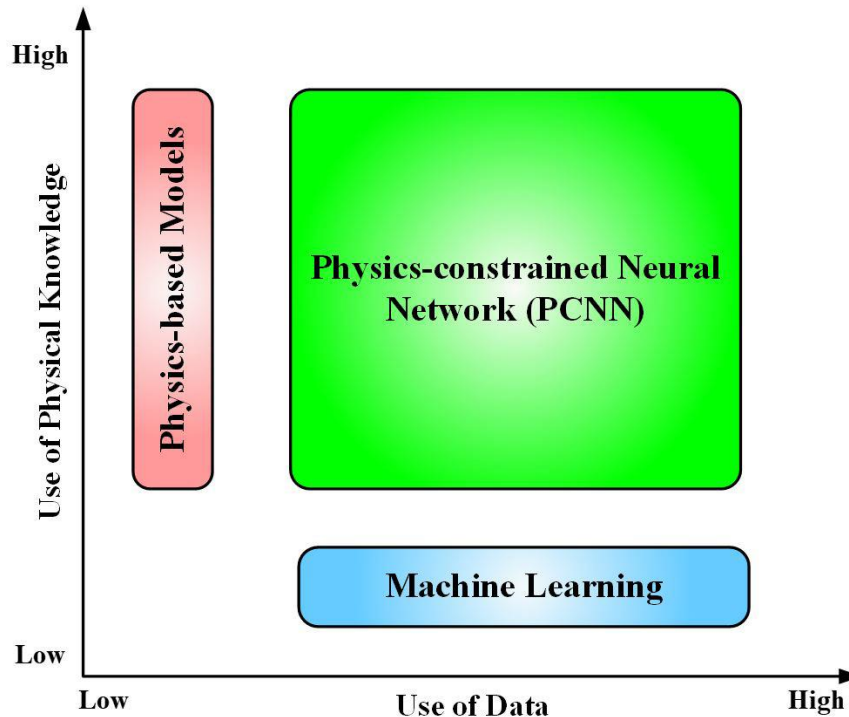 High
Use of Physical Knowledge
Physics-based Models
Physics-constrained Neural
Network (PCNN)
Machine Learning
Low
Low
Use of Data
High